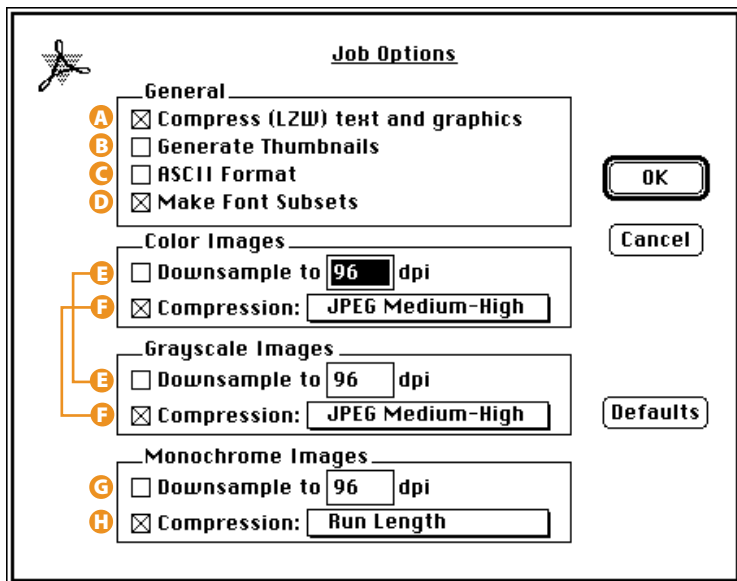 Job Options
General
A Compress (LZW) text and graphics
B Generate Thumbnails
C ASCII Format
D Make Font Subsets
OK
Cancel
Color Images
E Downsample to 96 dpi
F Compression: JPEG Medium-High
Grayscale Images
E Downsample to 96 dpi
F Compression: JPEG Medium-High
Defaults
Monochrome Images
G Downsample to 96 dpi
H Compression: Run Length